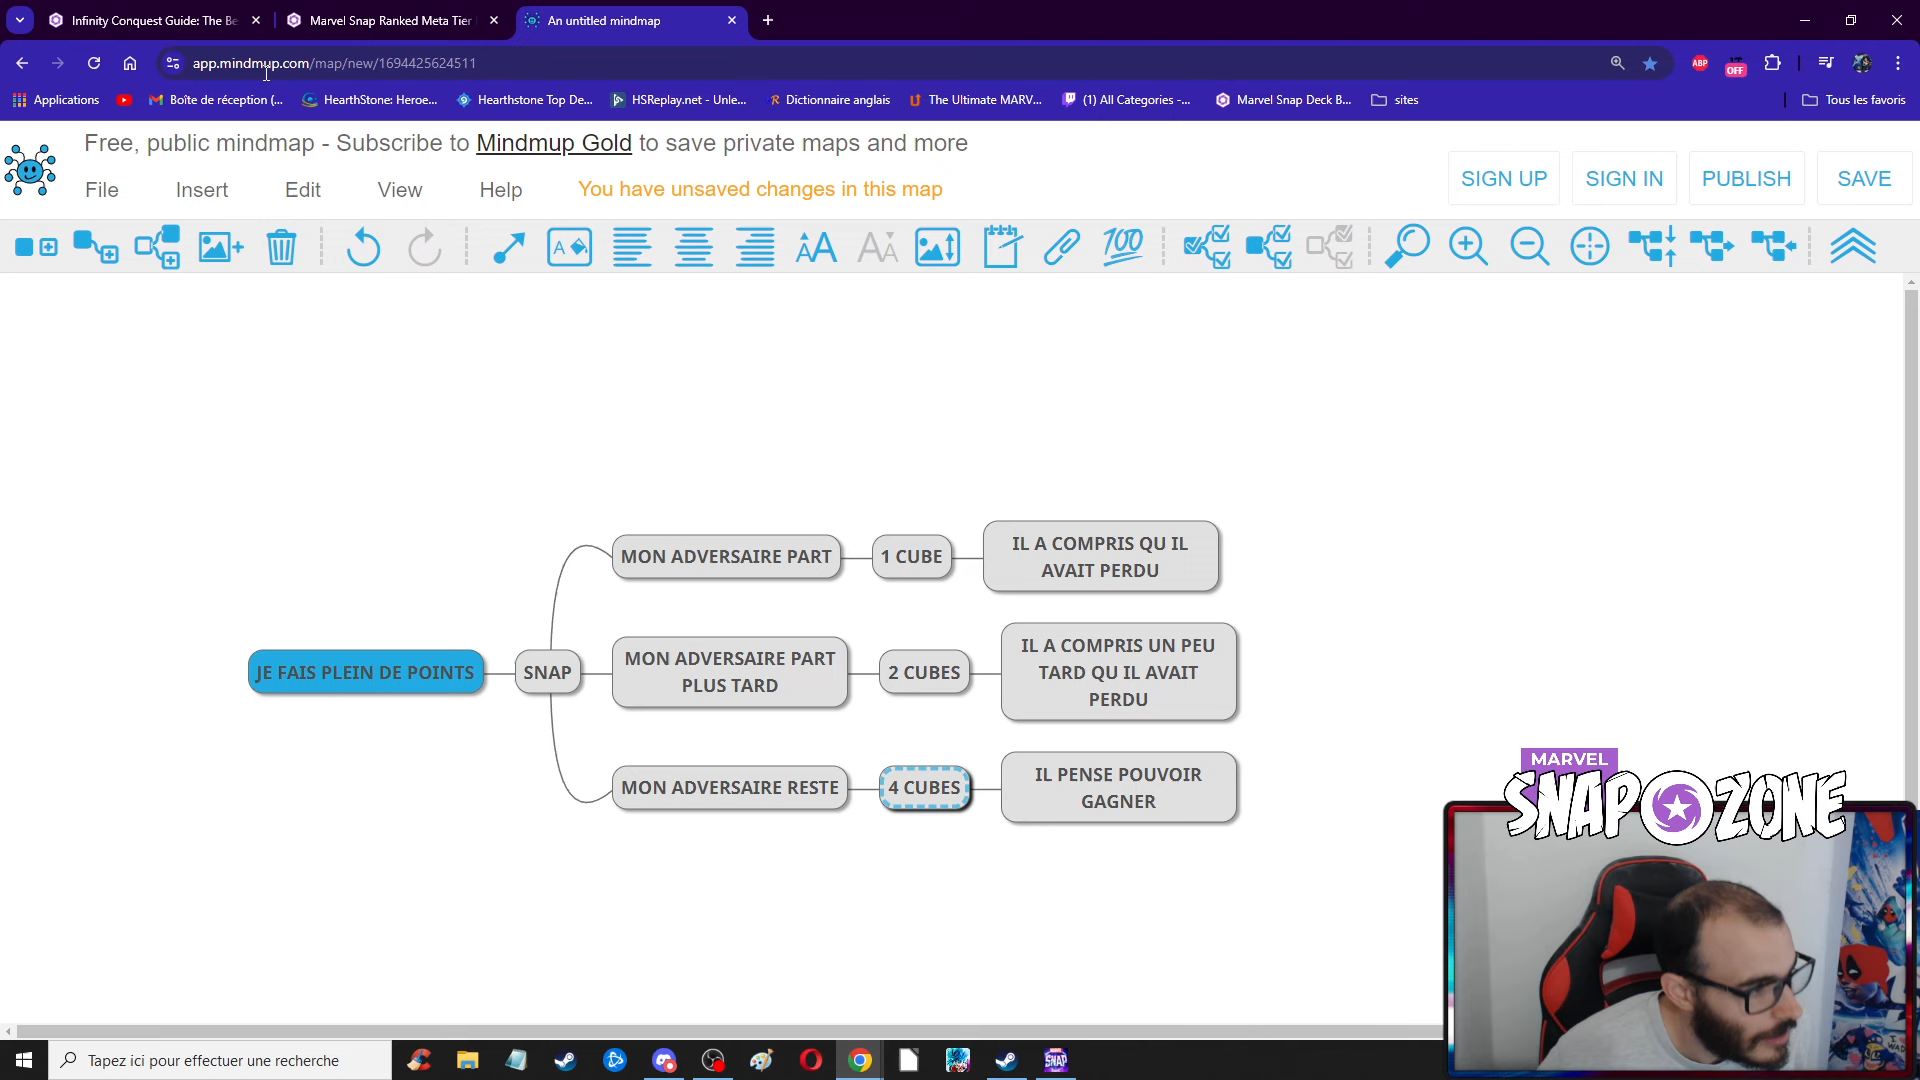 Infinity Conquest Guide: The Be
Marvel Snap Ranked Meta Tier
An untitled mindmap
app.mindmup.com/map/new/1694425624511
ABP
OFF
Applications
Boîte de réception (...
HearthStone: Heroe...
Hearthstone Top De...
HSReplay.net - Unle...
Dictionnaire anglais
The Ultimate MARV...
(1) All Categories -...
Marvel Snap Deck B...
sites
Tous les favoris
Free, public mindmap - Subscribe to Mindmup Gold to save private maps and more
File
Insert
Edit
View
Help
You have unsaved changes in this map
SIGN UP
SIGN IN
PUBLISH
SAVE
A
AA
AA
100
MON ADVERSAIRE PART
1 CUBE
IL A COMPRIS QU IL
AVAIT PERDU
JE FAIS PLEIN DE POINTS
SNAP
MON ADVERSAIRE PART
PLUS TARD
2 CUBES
IL A COMPRIS UN PEU
TARD QU IL AVAIT
PERDU
MON ADVERSAIRE RESTE
4 CUBES
IL PENSE POUVOIR
GAGNER
MARVEL
SNAP ZONE
Tapez ici pour effectuer une recherche
SNAP